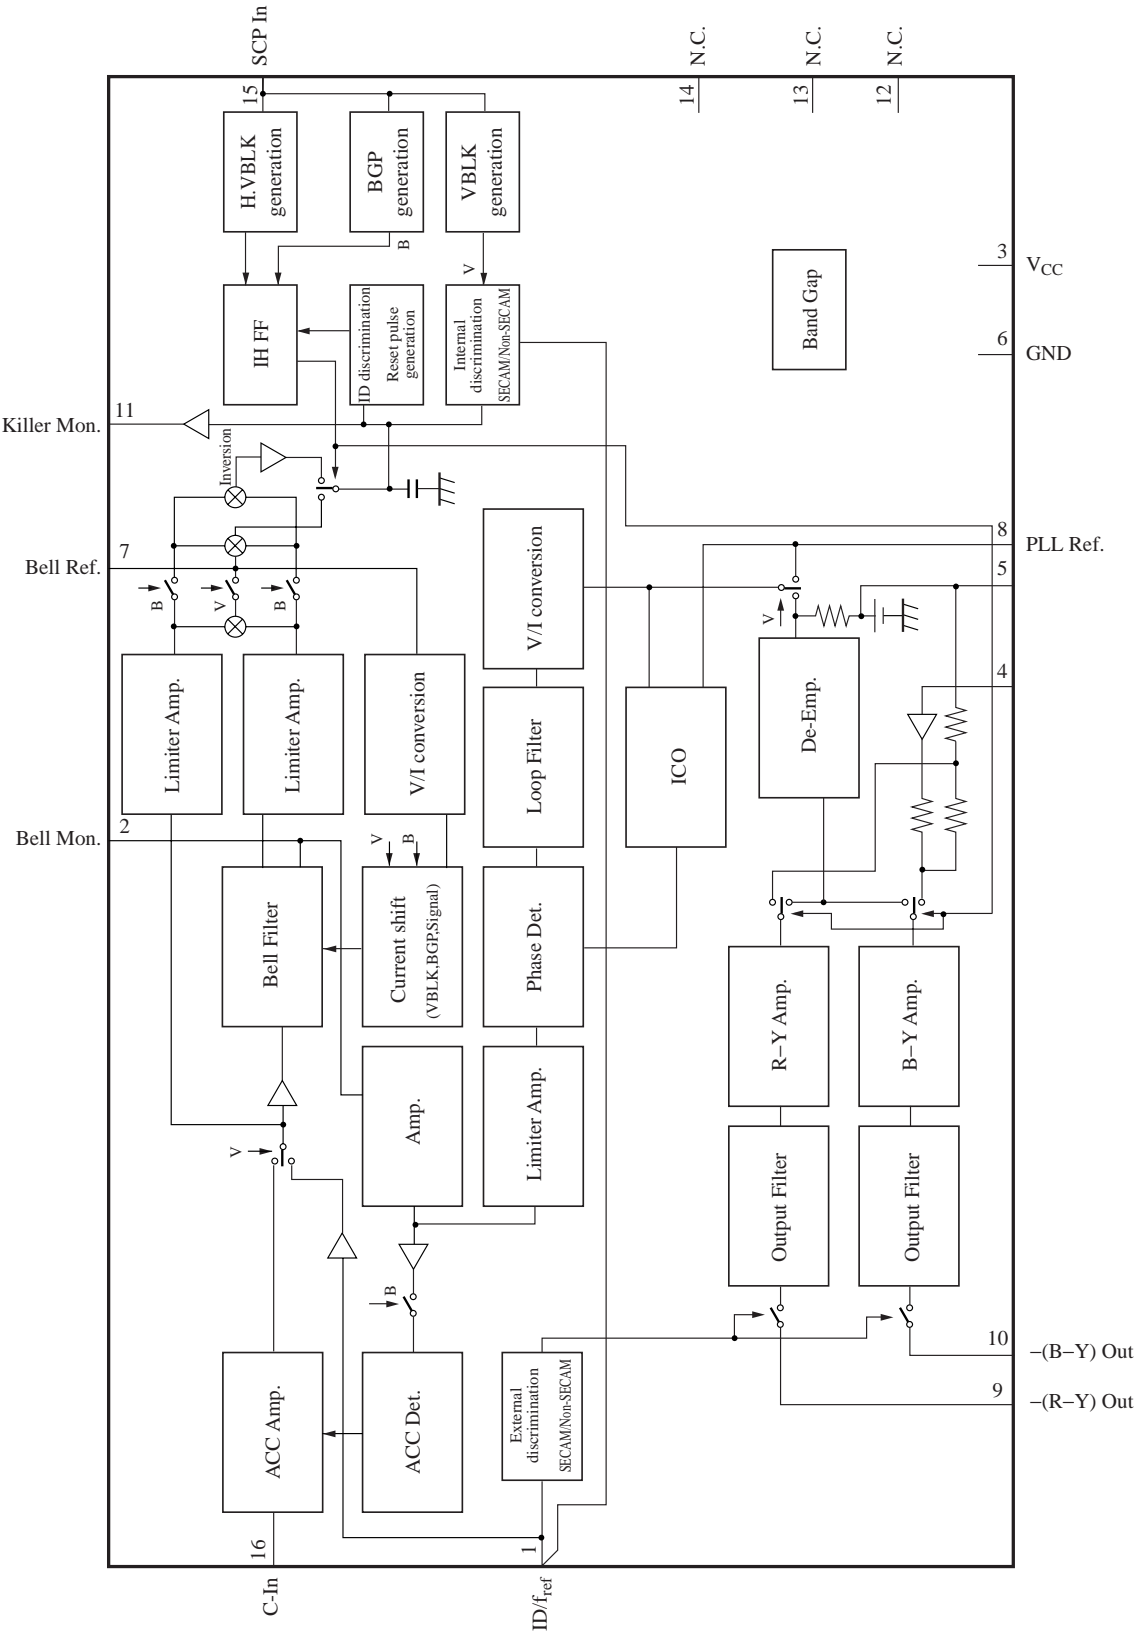 SCP In
N.C.
N.C.
N.C.
15
14
13
12
H.VBLK
generation
BGP
generation
VBLK
generation
B
V
3
VCC
IH FF
ID discrimination
Reset pulse
generation
Internal
discrimination
SECAM/Non-SECAM
Band Gap
6
GND
Killer Mon.
11
Inversion
Bell Ref.
7
8
PLL Ref.
5
B
V
B
V
V/I conversion
4
Limiter Amp.
Limiter Amp.
V/I conversion
Loop Filter
ICO
De-Emp.
Bell Mon.
2
V
B
Bell Filter
Current shift
(VBLK,BGP,Signal)
Phase Det.
R−Y Amp.
B−Y Amp.
Amp.
Limiter Amp.
V
Output Filter
Output Filter
B
10
−(B−Y) Out
9
−(R−Y) Out
ACC Amp.
ACC Det.
External
discrimination
SECAM/Non-SECAM
16
1
C-In
ID/fref